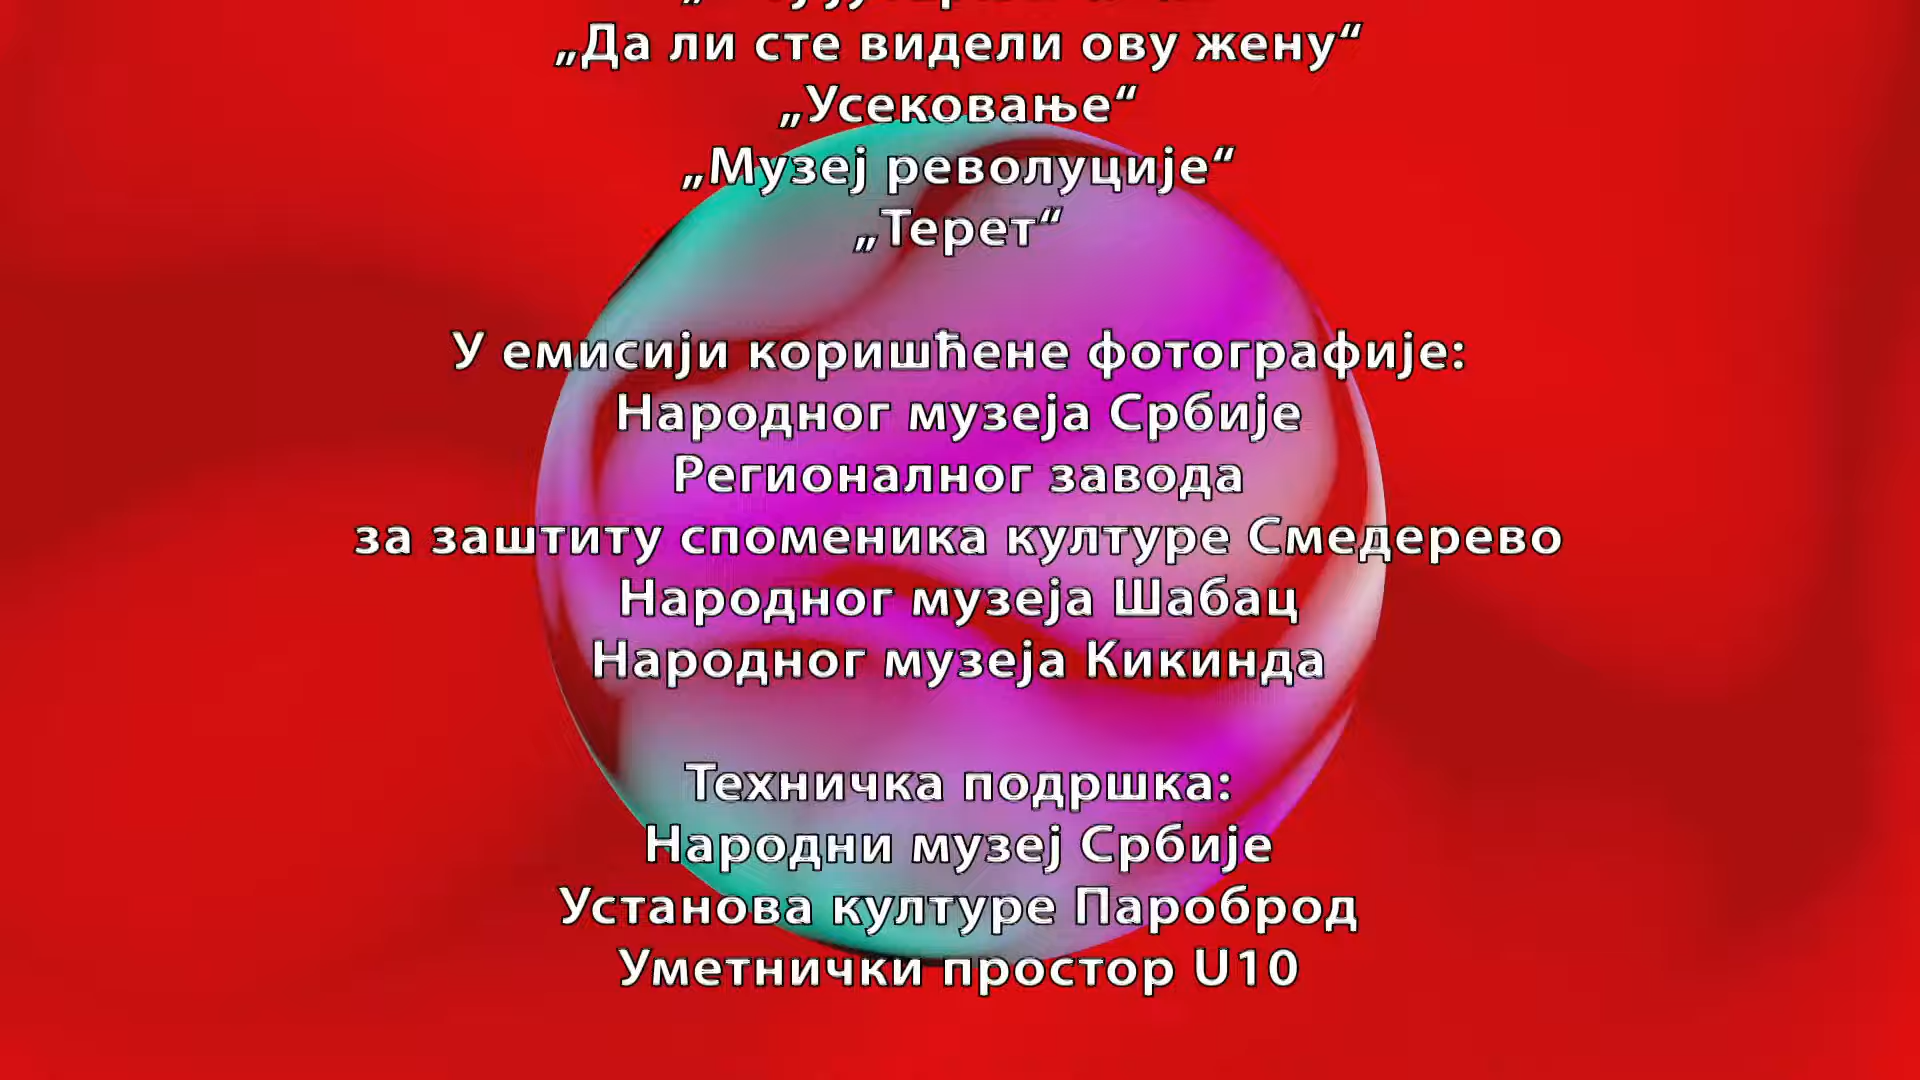 „Да ли сте видели ову жену“
„Усековање“
„Музеј револуције“
„Терет“
У емисији коришћене фотографије:
Народног музеја Србије
Регионалног завода
за заштиту споменика културе Смедерево
Народног музеја Шабац
Народног музеја Кикинда
Техничка подршка:
Народни музеј Србије
Установа културе Пароброд
Уметнички простор U10